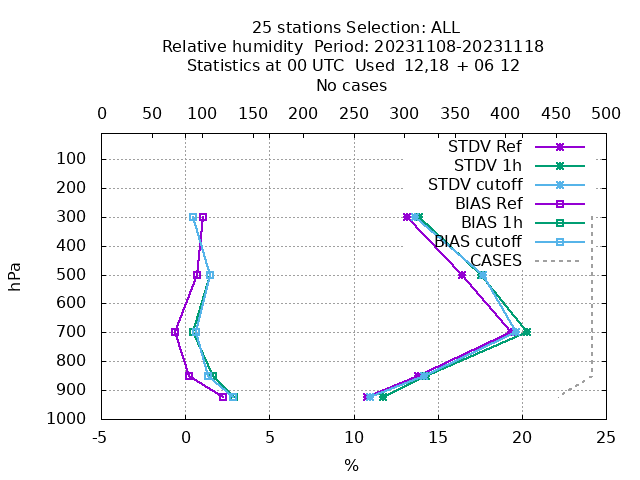 25 stations Selection: ALL
Relative humidity  Period: 20231108-20231118
Statistics at 00 UTC  Used  12,18 + 06 12
No cases
0 50 100 150 200 250 300 350 400 450 500
STDV Ref
STDV 1h
STDV cutoff
BIAS Ref
BIAS 1h
BIAS cutoff
CASES
hPa
100
200
300
400
500
600
700
800
900
1000
-5 0 5 10 15 20 25
%